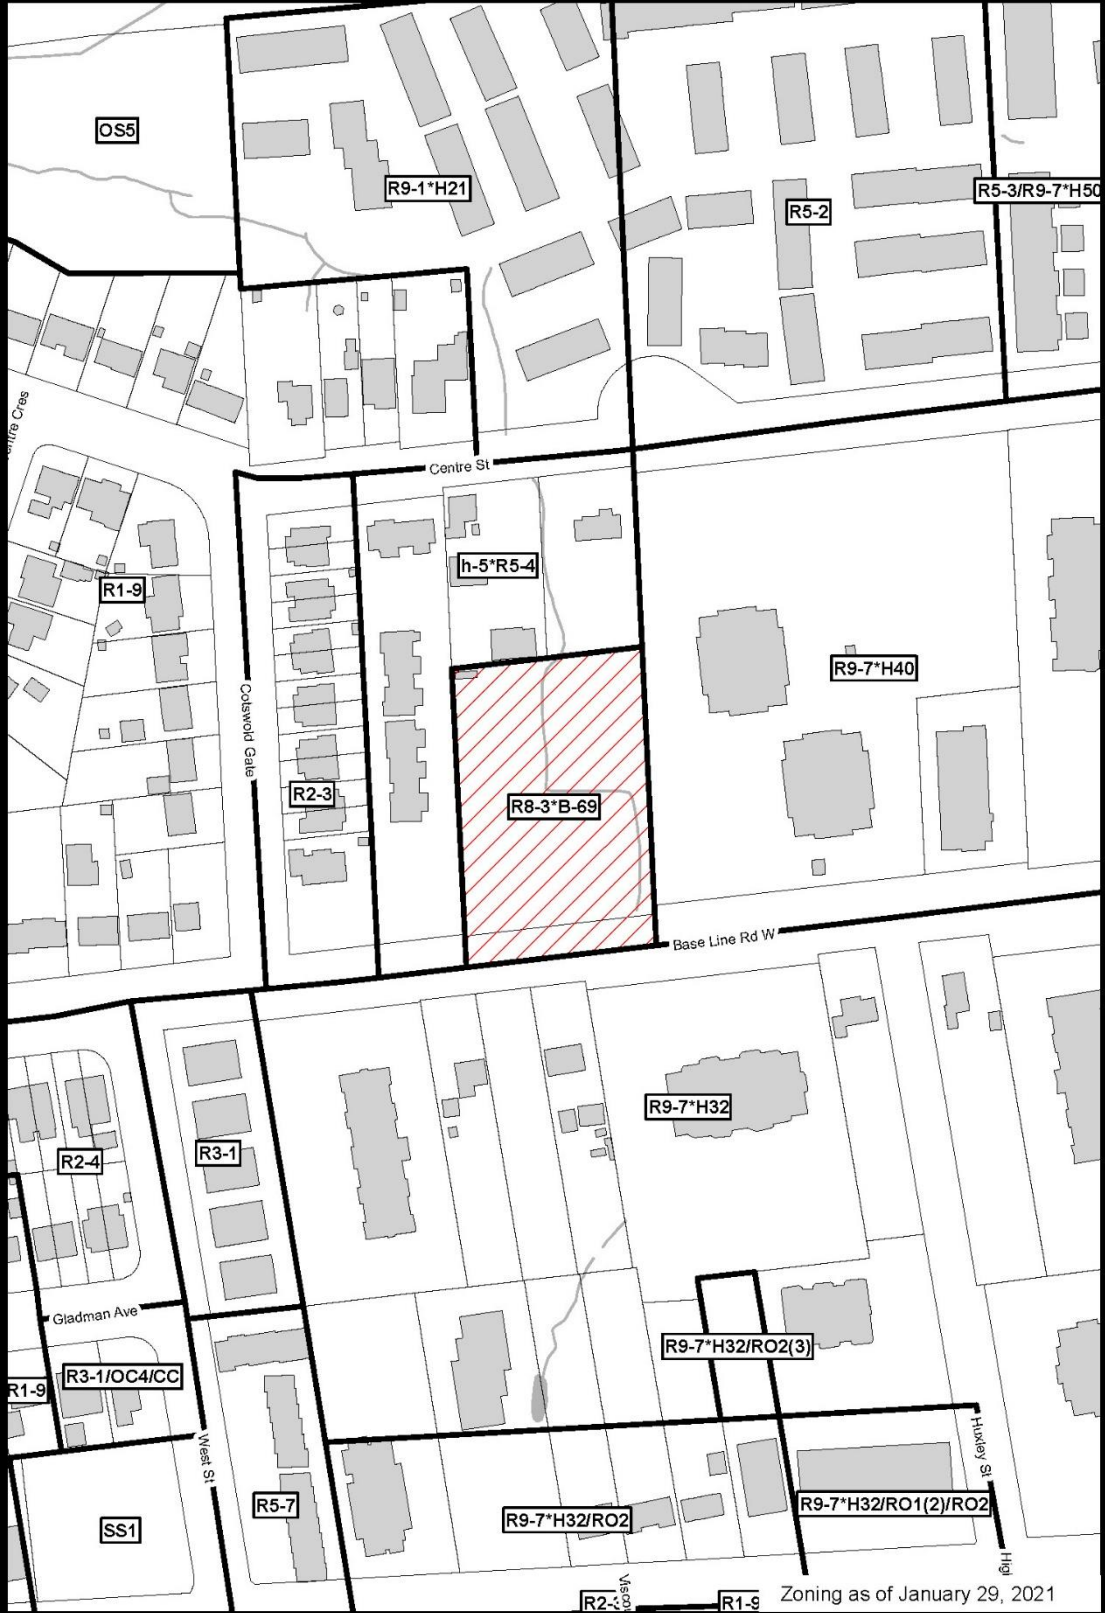 OS5
R9-1*H21
R5-3/R9-7*H50
R5-2
Centre St
h-5*R5-4
R1-9
R9-7*H40
Cotswold Gate
R2-3
R8-3*B-69
Base Line Rd W
R9-7*H32
R3-1
R2-4
Gladman Ave
R9-7*H32/RO2(3)
R3-1/OC4/CC
R1-9
West St
Huxley St
R5-7
R9-7*H32/RO2
R9-7*H32/RO1(2)/RO2
SS1
R1-9
Zoning as of January 29, 2021